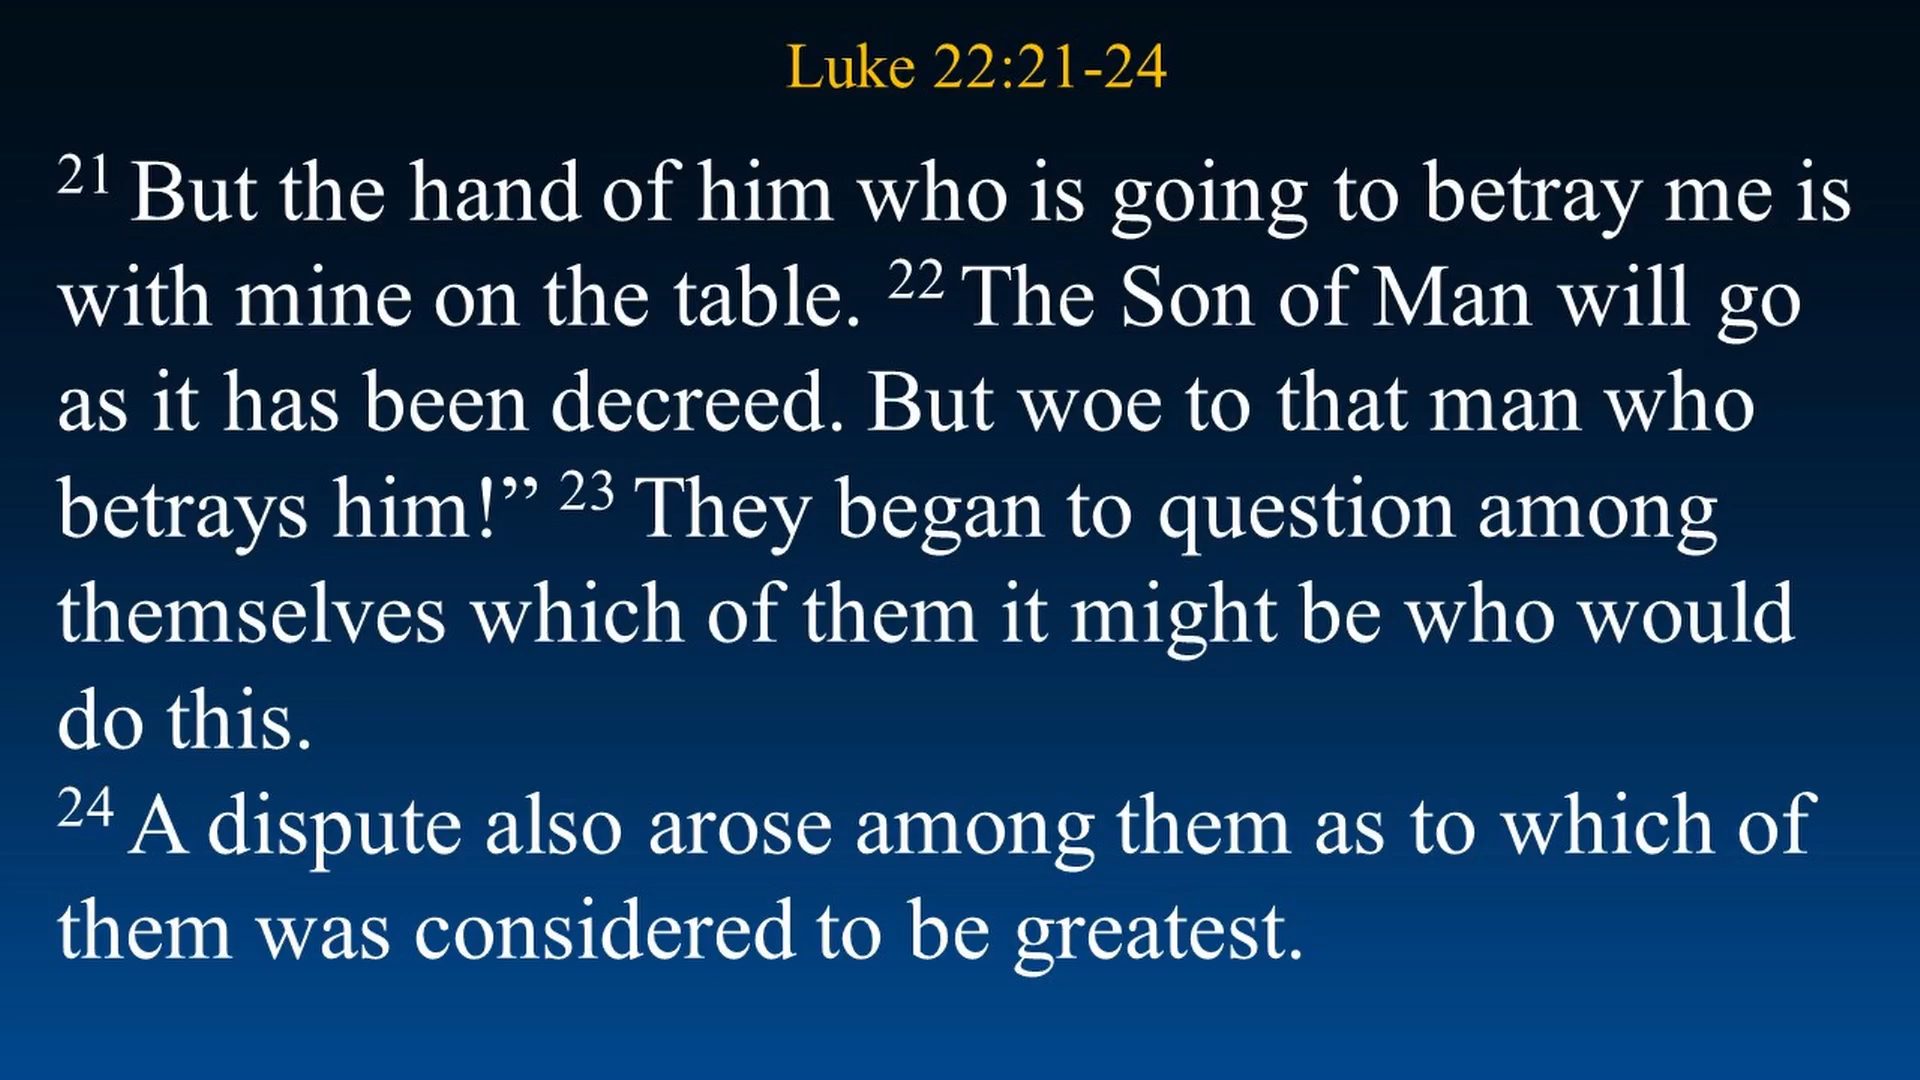 Luke 22:21-24
21 But the hand of him who is going to betray me is
with mine on the table. 22 The Son of Man will go
as it has been decreed. But woe to that man who
betrays him!” 23 They began to question among
themselves which of them it might be who would
do this.
24 A dispute also arose among them as to which of
them was considered to be greatest.